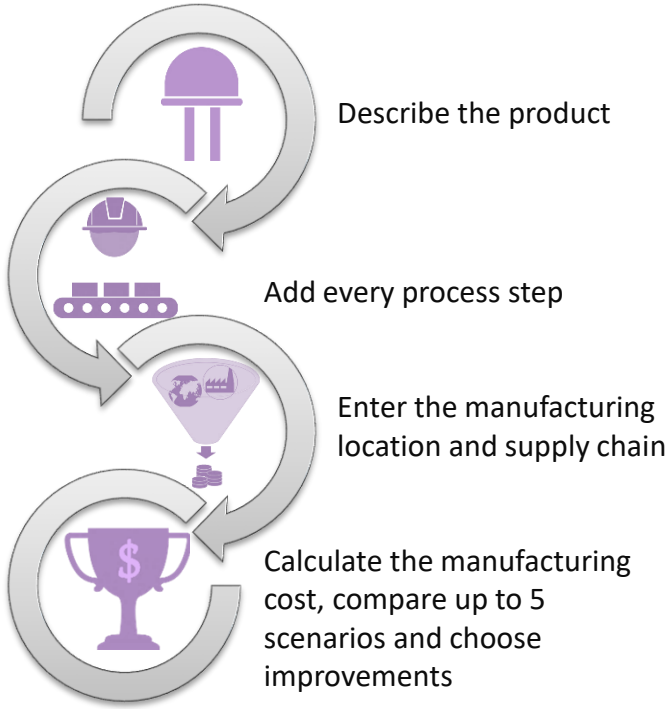 Describe the product
Add every process step
Enter the manufacturing
location and supply chain
$
Calculate the manufacturing
cost, compare up to 5
scenarios and choose
improvements